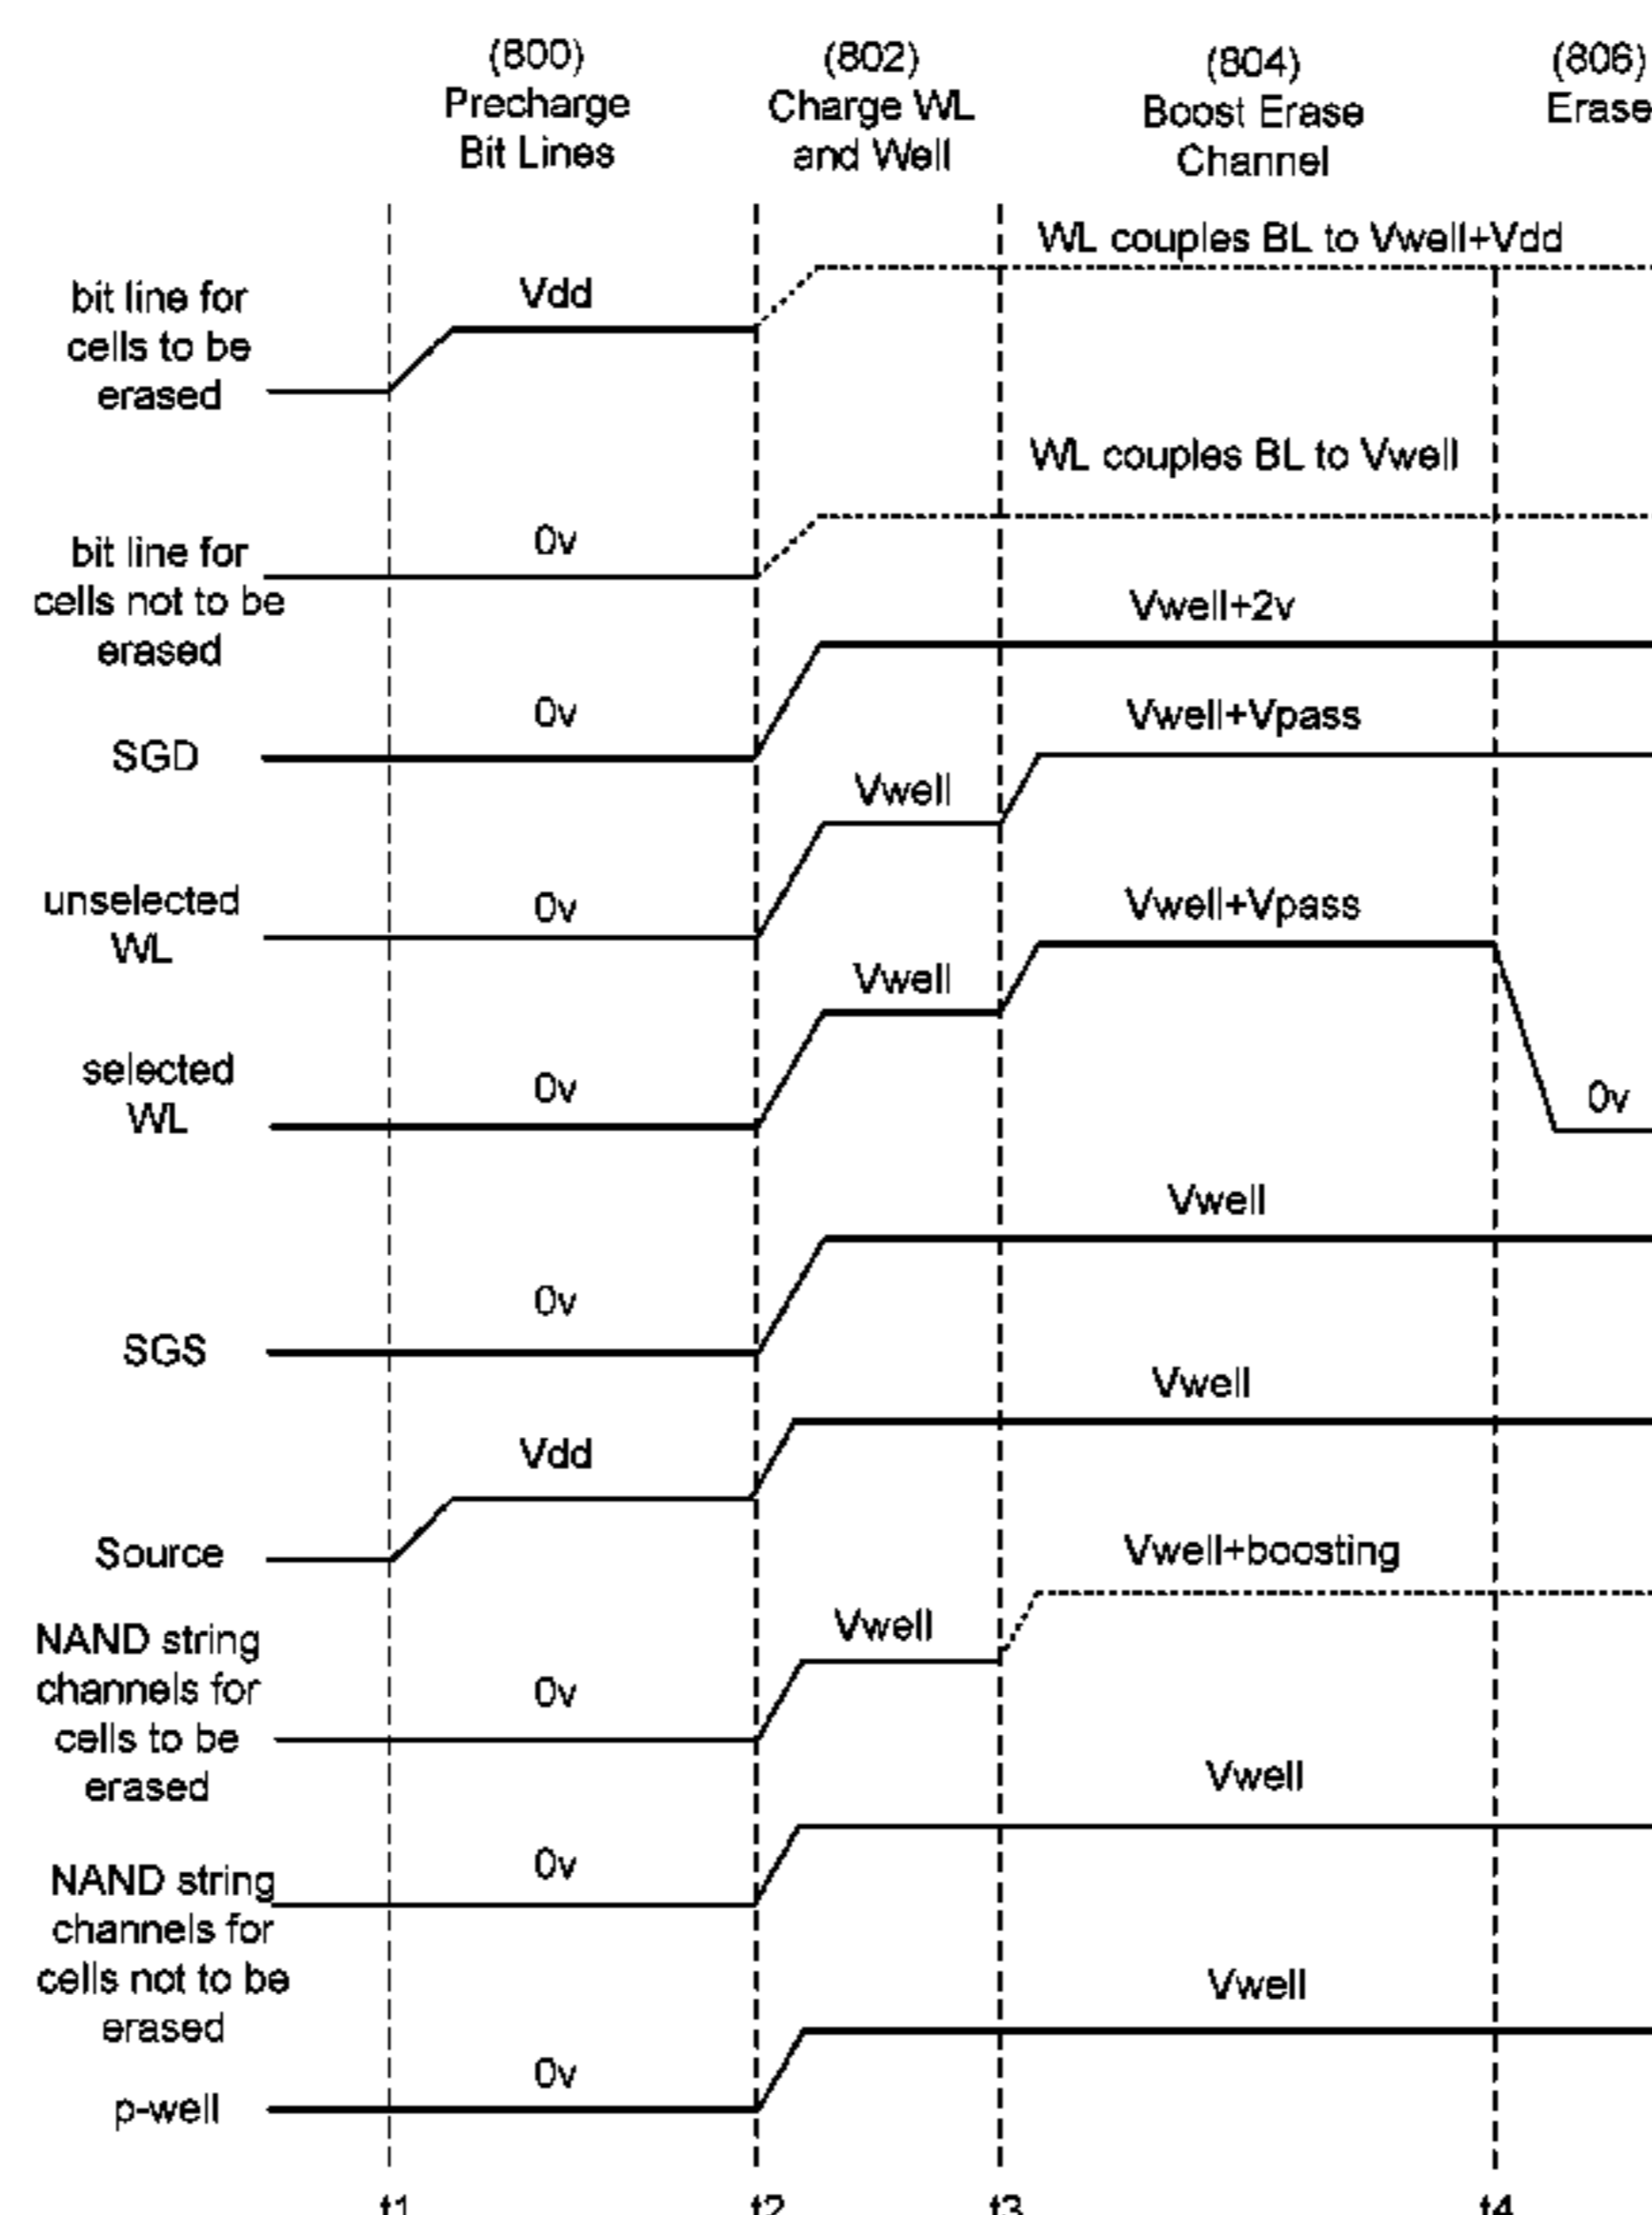 (800)
Precharge
Bit Lines
(802)
Charge WL
and Well
(804)
Boost Erase
Channel
(806)
Erase
bit line for
cells to be
erased
Vdd
WL couples BL to Vwell+Vdd
bit line for
cells not to be
erased
0v
WL couples BL to Vwell
SGD
0v
Vwell+2v
unselected
WL
0v
Vwell
Vwell+Vpass
selected
WL
0v
Vwell
Vwell+Vpass
0v
SGS
0v
Vwell
Source
Vdd
Vwell
NAND string
channels for
cells to be
erased
0v
Vwell
Vwell+boosting
NAND string
channels for
cells not to be
erased
0v
Vwell
p-well
0v
Vwell
t1
t2
t3
t4